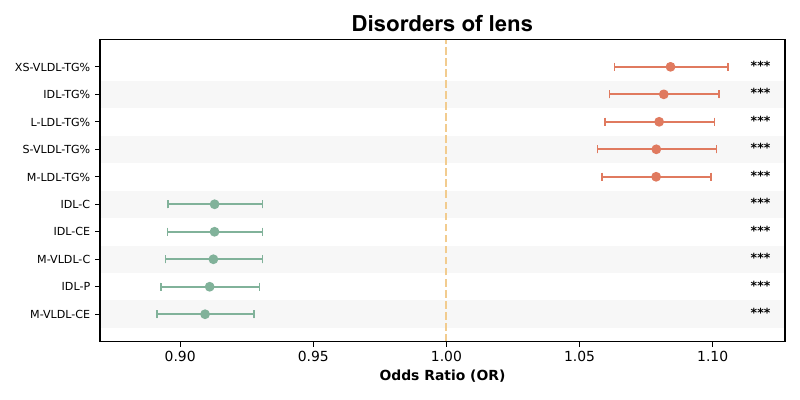 Disorders of lens
XS-VLDL-TG% ***
IDL-TG% ***
L-LDL-TG% ***
S-VLDL-TG% ***
M-LDL-TG% ***
IDL-C ***
IDL-CE ***
M-VLDL-C ***
IDL-P ***
M-VLDL-CE ***
0.90 0.95 1.00 1.05 1.10
Odds Ratio (OR)